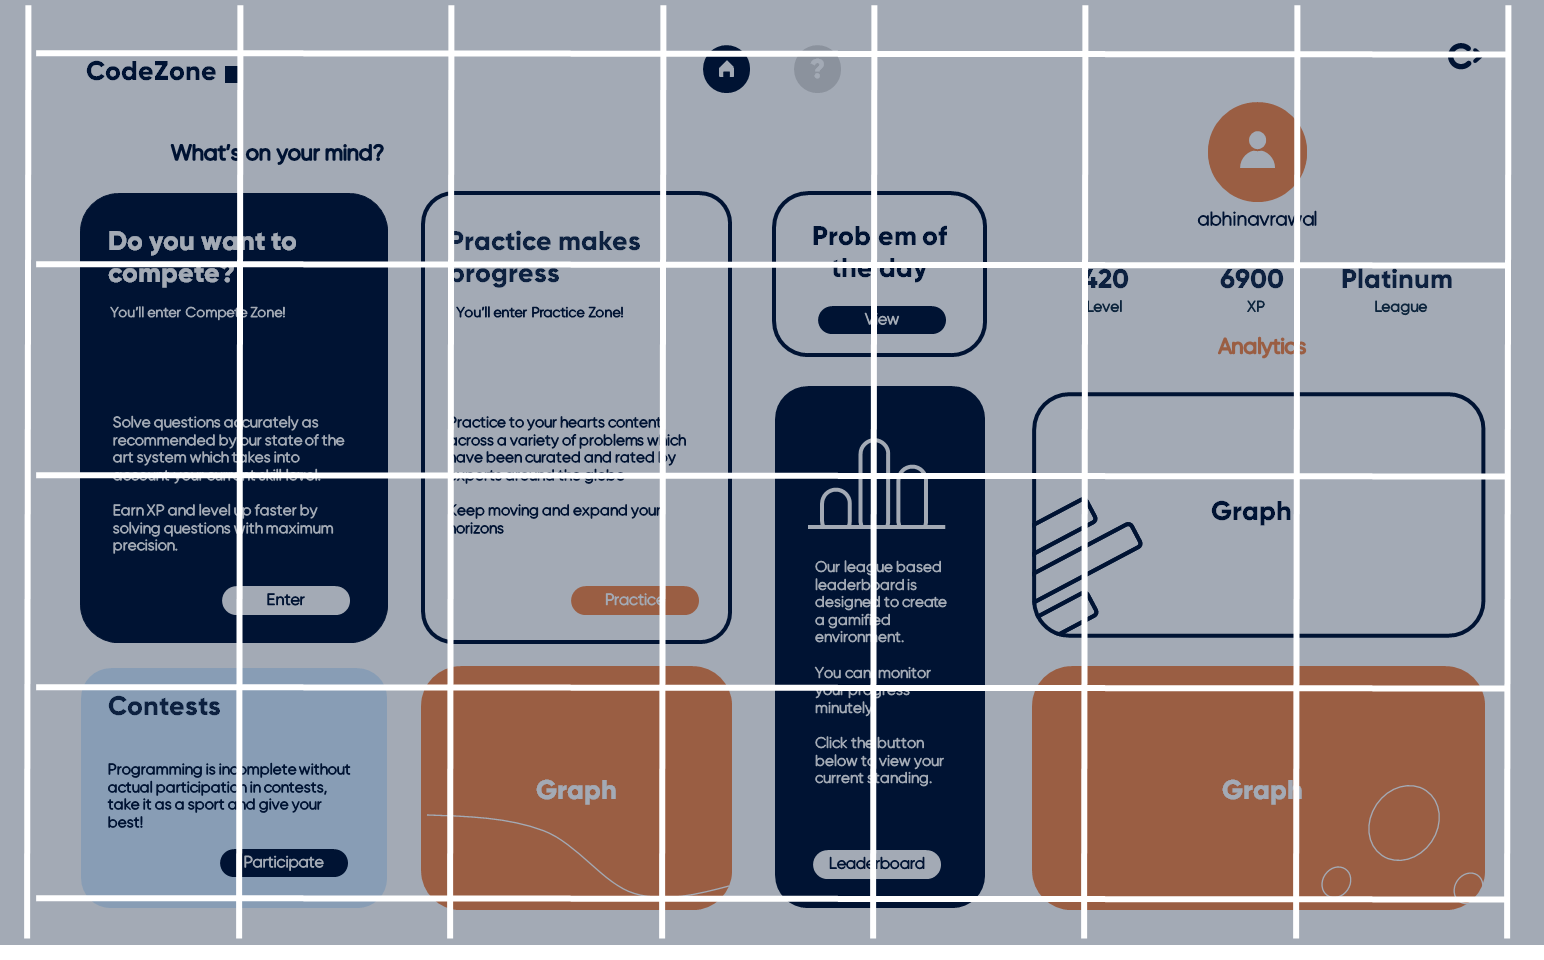 CodeZone
?
What's on your mind?
Do you want to
compete?
You'll enter Compete Zone!
Solve questions accurately as
recommended by our state of the
art system which takes into
account your current skill level.
Earn XP and level up faster by
solving questions with maximum
precision.
Enter
Practice makes
progress
You'll enter Practice Zone!
Practice to your hearts content
across a variety of problems which
have been curated and rated by
experts around the globe
Keep moving and expand your
horizons
Practice
Problem of
the day
View
abhinavrawal
420
Level
6900
XP
Platinum
League
Analytics
Graph
Our league based
leaderboard is
designed to create
a gamified
environment.
You can monitor
your progress
minutely
Click the button
below to view your
current standing.
Leaderboard
Contests
Programming is incomplete without
actual participation in contests,
take it as a sport and give your
best!
Participate
Graph
Graph